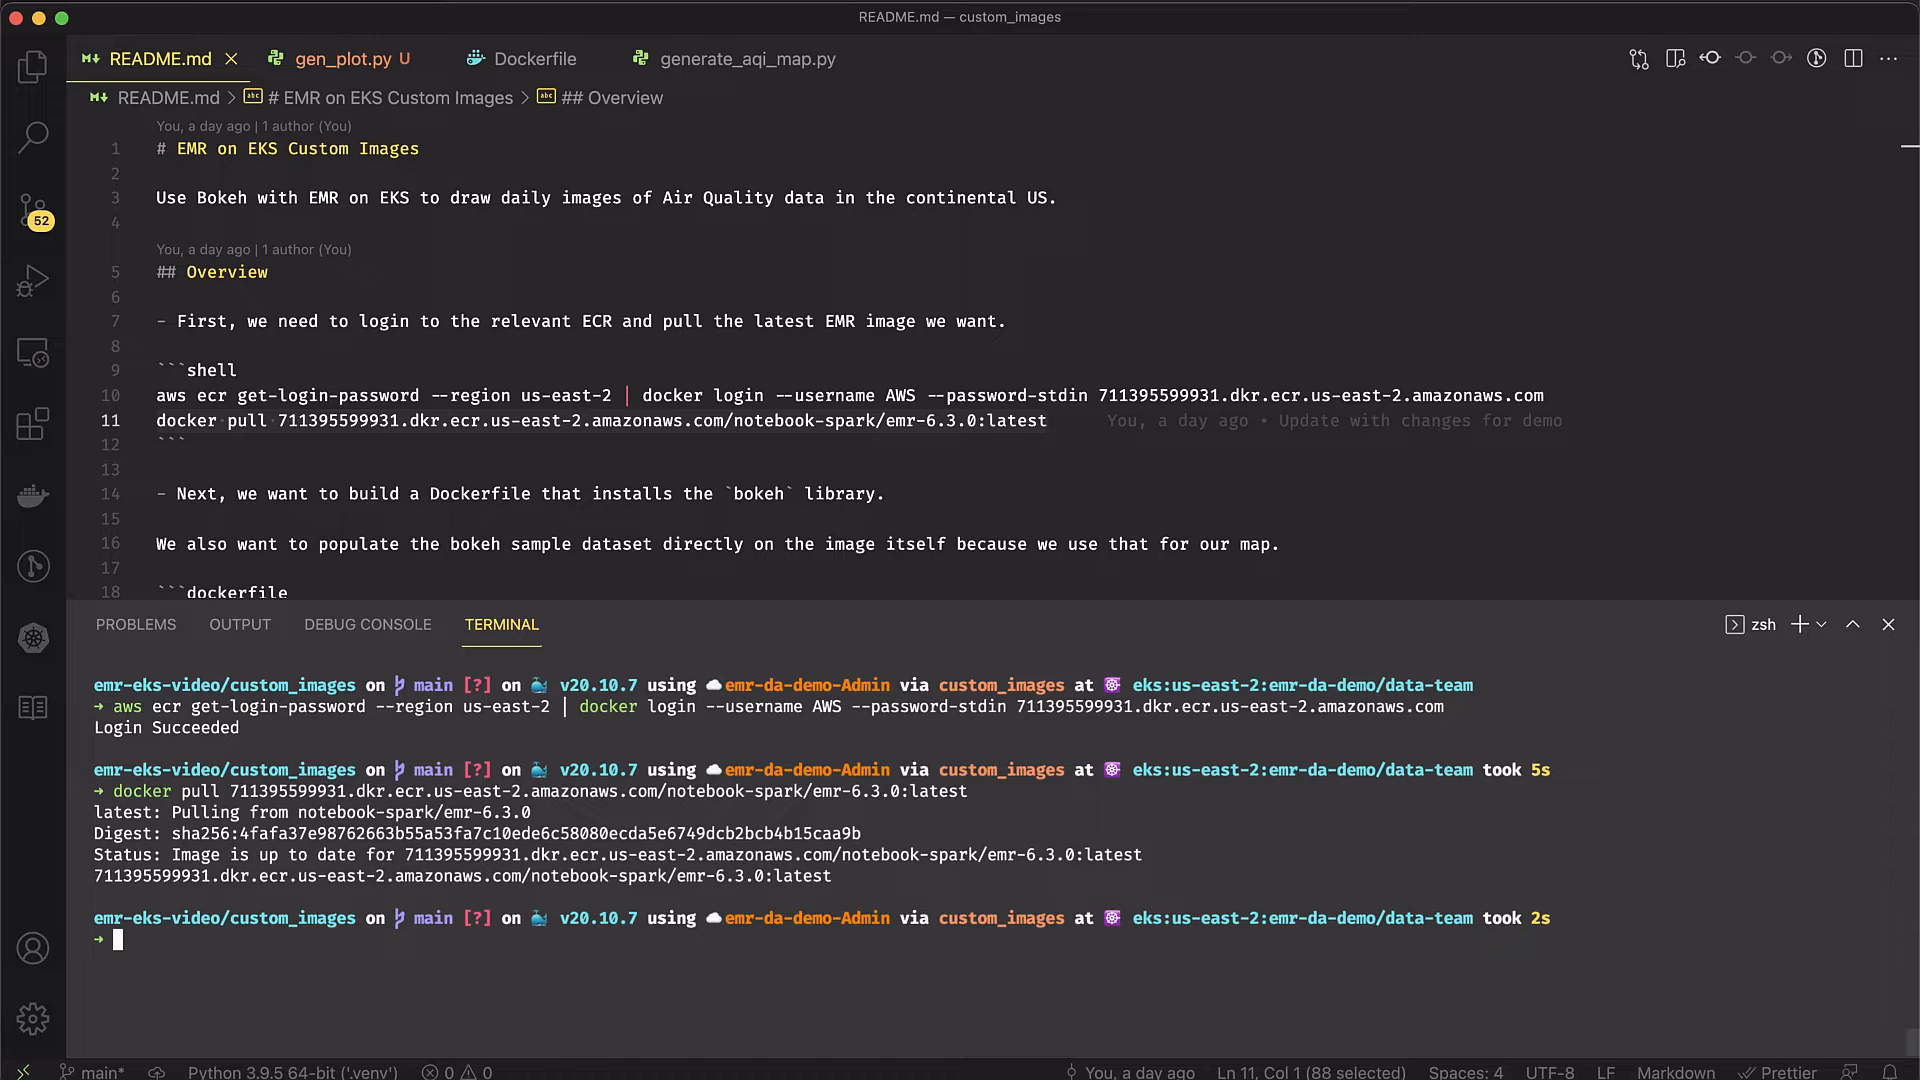 README.md — custom_images
README.md
gen_plot.py U
Dockerfile
generate_aqi_map.py
README.md > # EMR on EKS Custom Images > ## Overview
You, a day ago | 1 author (You)
1 # EMR on EKS Custom Images
2
3 Use Bokeh with EMR on EKS to draw daily images of Air Quality data in the continental US.
4
You, a day ago | 1 author (You)
5 ## Overview
6
7 - First, we need to login to the relevant ECR and pull the latest EMR image we want.
8
9 ```shell
10 aws ecr get-login-password --region us-east-2 | docker login --username AWS --password-stdin 711395599931.dkr.ecr.us-east-2.amazonaws.com
11 docker pull 711395599931.dkr.ecr.us-east-2.amazonaws.com/notebook-spark/emr-6.3.0:latest You, a day ago • Update with changes for demo
12 ```
13
14 - Next, we want to build a Dockerfile that installs the `bokeh` library.
15
16 We also want to populate the bokeh sample dataset directly on the image itself because we use that for our map.
17
18 ```dockerfile
52
PROBLEMS OUTPUT DEBUG CONSOLE TERMINAL
zsh
emr-eks-video/custom_images on main [?] on v20.10.7 using emr-da-demo-Admin via custom_images at eks:us-east-2:emr-da-demo/data-team
→ aws ecr get-login-password --region us-east-2 | docker login --username AWS --password-stdin 711395599931.dkr.ecr.us-east-2.amazonaws.com
Login Succeeded
emr-eks-video/custom_images on main [?] on v20.10.7 using emr-da-demo-Admin via custom_images at eks:us-east-2:emr-da-demo/data-team took 5s
→ docker pull 711395599931.dkr.ecr.us-east-2.amazonaws.com/notebook-spark/emr-6.3.0:latest
latest: Pulling from notebook-spark/emr-6.3.0
Digest: sha256:4fafa37e98762663b55a53fa7c10ede6c58080ecda5e6749dcb2bcb4b15caa9b
Status: Image is up to date for 711395599931.dkr.ecr.us-east-2.amazonaws.com/notebook-spark/emr-6.3.0:latest
711395599931.dkr.ecr.us-east-2.amazonaws.com/notebook-spark/emr-6.3.0:latest
emr-eks-video/custom_images on main [?] on v20.10.7 using emr-da-demo-Admin via custom_images at eks:us-east-2:emr-da-demo/data-team took 2s
→
main* Python 3.9.5 64-bit ('.venv') 0 0 You, a day ago Ln 11, Col 1 (88 selected) Spaces: 4 UTF-8 LF Markdown Prettier